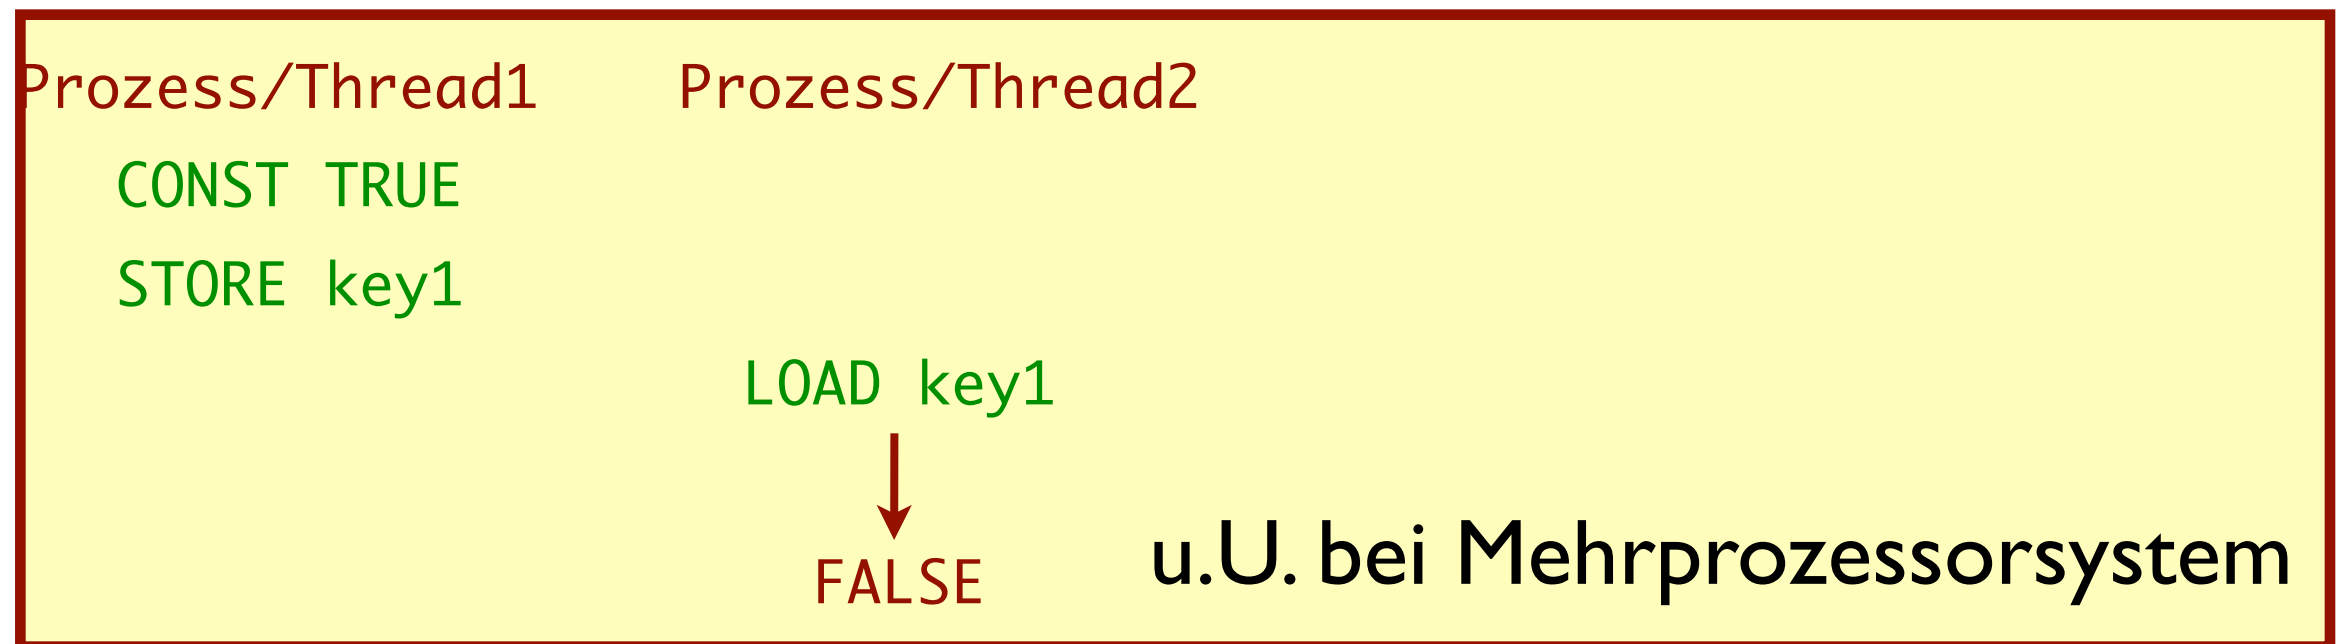 Prozess/Thread1 Prozess/Thread2
CONST TRUE
STORE key1
LOAD key1
FALSE
u.U. bei Mehrprozessorsystem